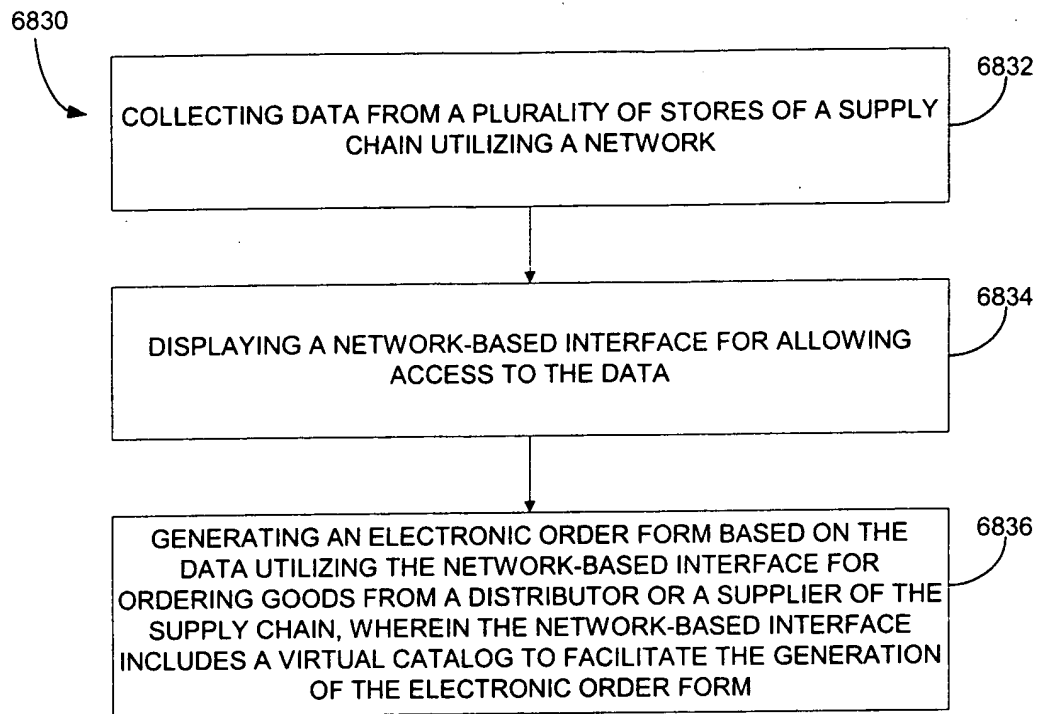 6830
6832
COLLECTING DATA FROM A PLURALITY OF STORES OF A SUPPLY
CHAIN UTILIZING A NETWORK
6834
DISPLAYING A NETWORK-BASED INTERFACE FOR ALLOWING
ACCESS TO THE DATA
6836
GENERATING AN ELECTRONIC ORDER FORM BASED ON THE
DATA UTILIZING THE NETWORK-BASED INTERFACE FOR
ORDERING GOODS FROM A DISTRIBUTOR OR A SUPPLIER OF THE
SUPPLY CHAIN, WHEREIN THE NETWORK-BASED INTERFACE
INCLUDES A VIRTUAL CATALOG TO FACILITATE THE GENERATION
OF THE ELECTRONIC ORDER FORM